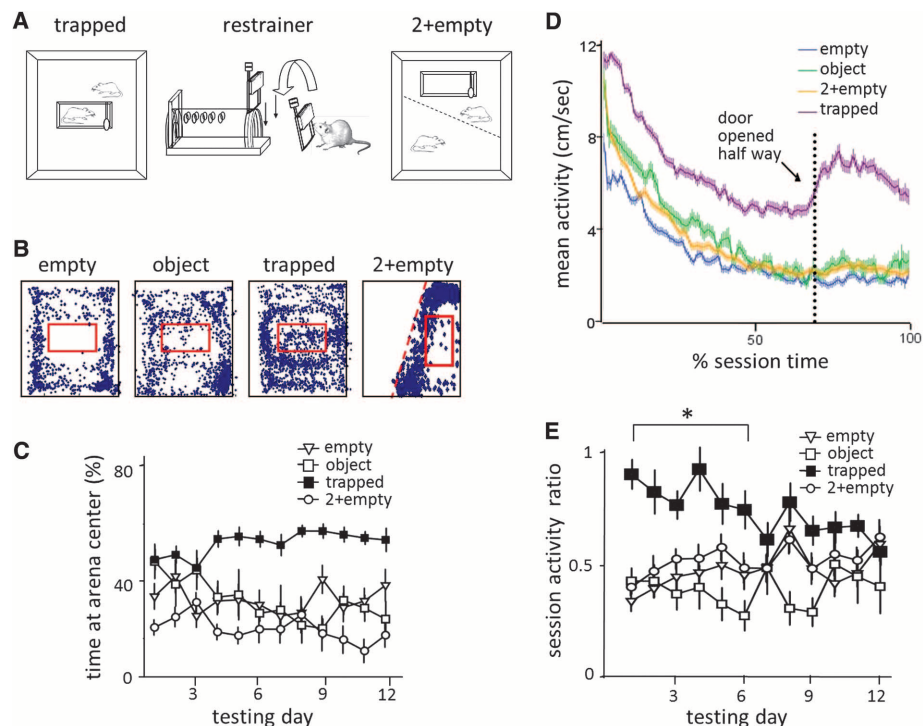 A
trapped restrainer 2+empty
B
empty object trapped 2+empty
C
time at arena center (%)
80
40
0
empty
object
trapped
2+empty
3 6 9 12
testing day
D
mean activity (cm/sec)
12
8
4
0
empty
object
2+empty
trapped
door
opened
half way
50 100
% session time
E
session activity ratio
1
0.5
0
*
empty
object
trapped
2+empty
3 6 9 12
testing day